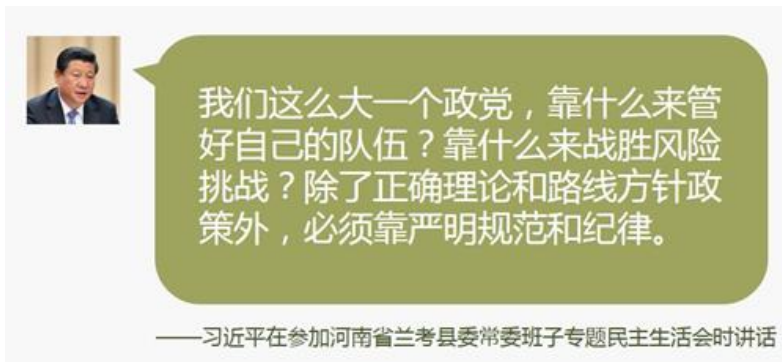 我们这么大一个政党，靠什么来管
好自己的队伍？靠什么来战胜风险
挑战？除了正确理论和路线方针政
策外，必须靠严明规范和纪律。
——习近平在参加河南省兰考县委常委班子专题民主生活会时讲话